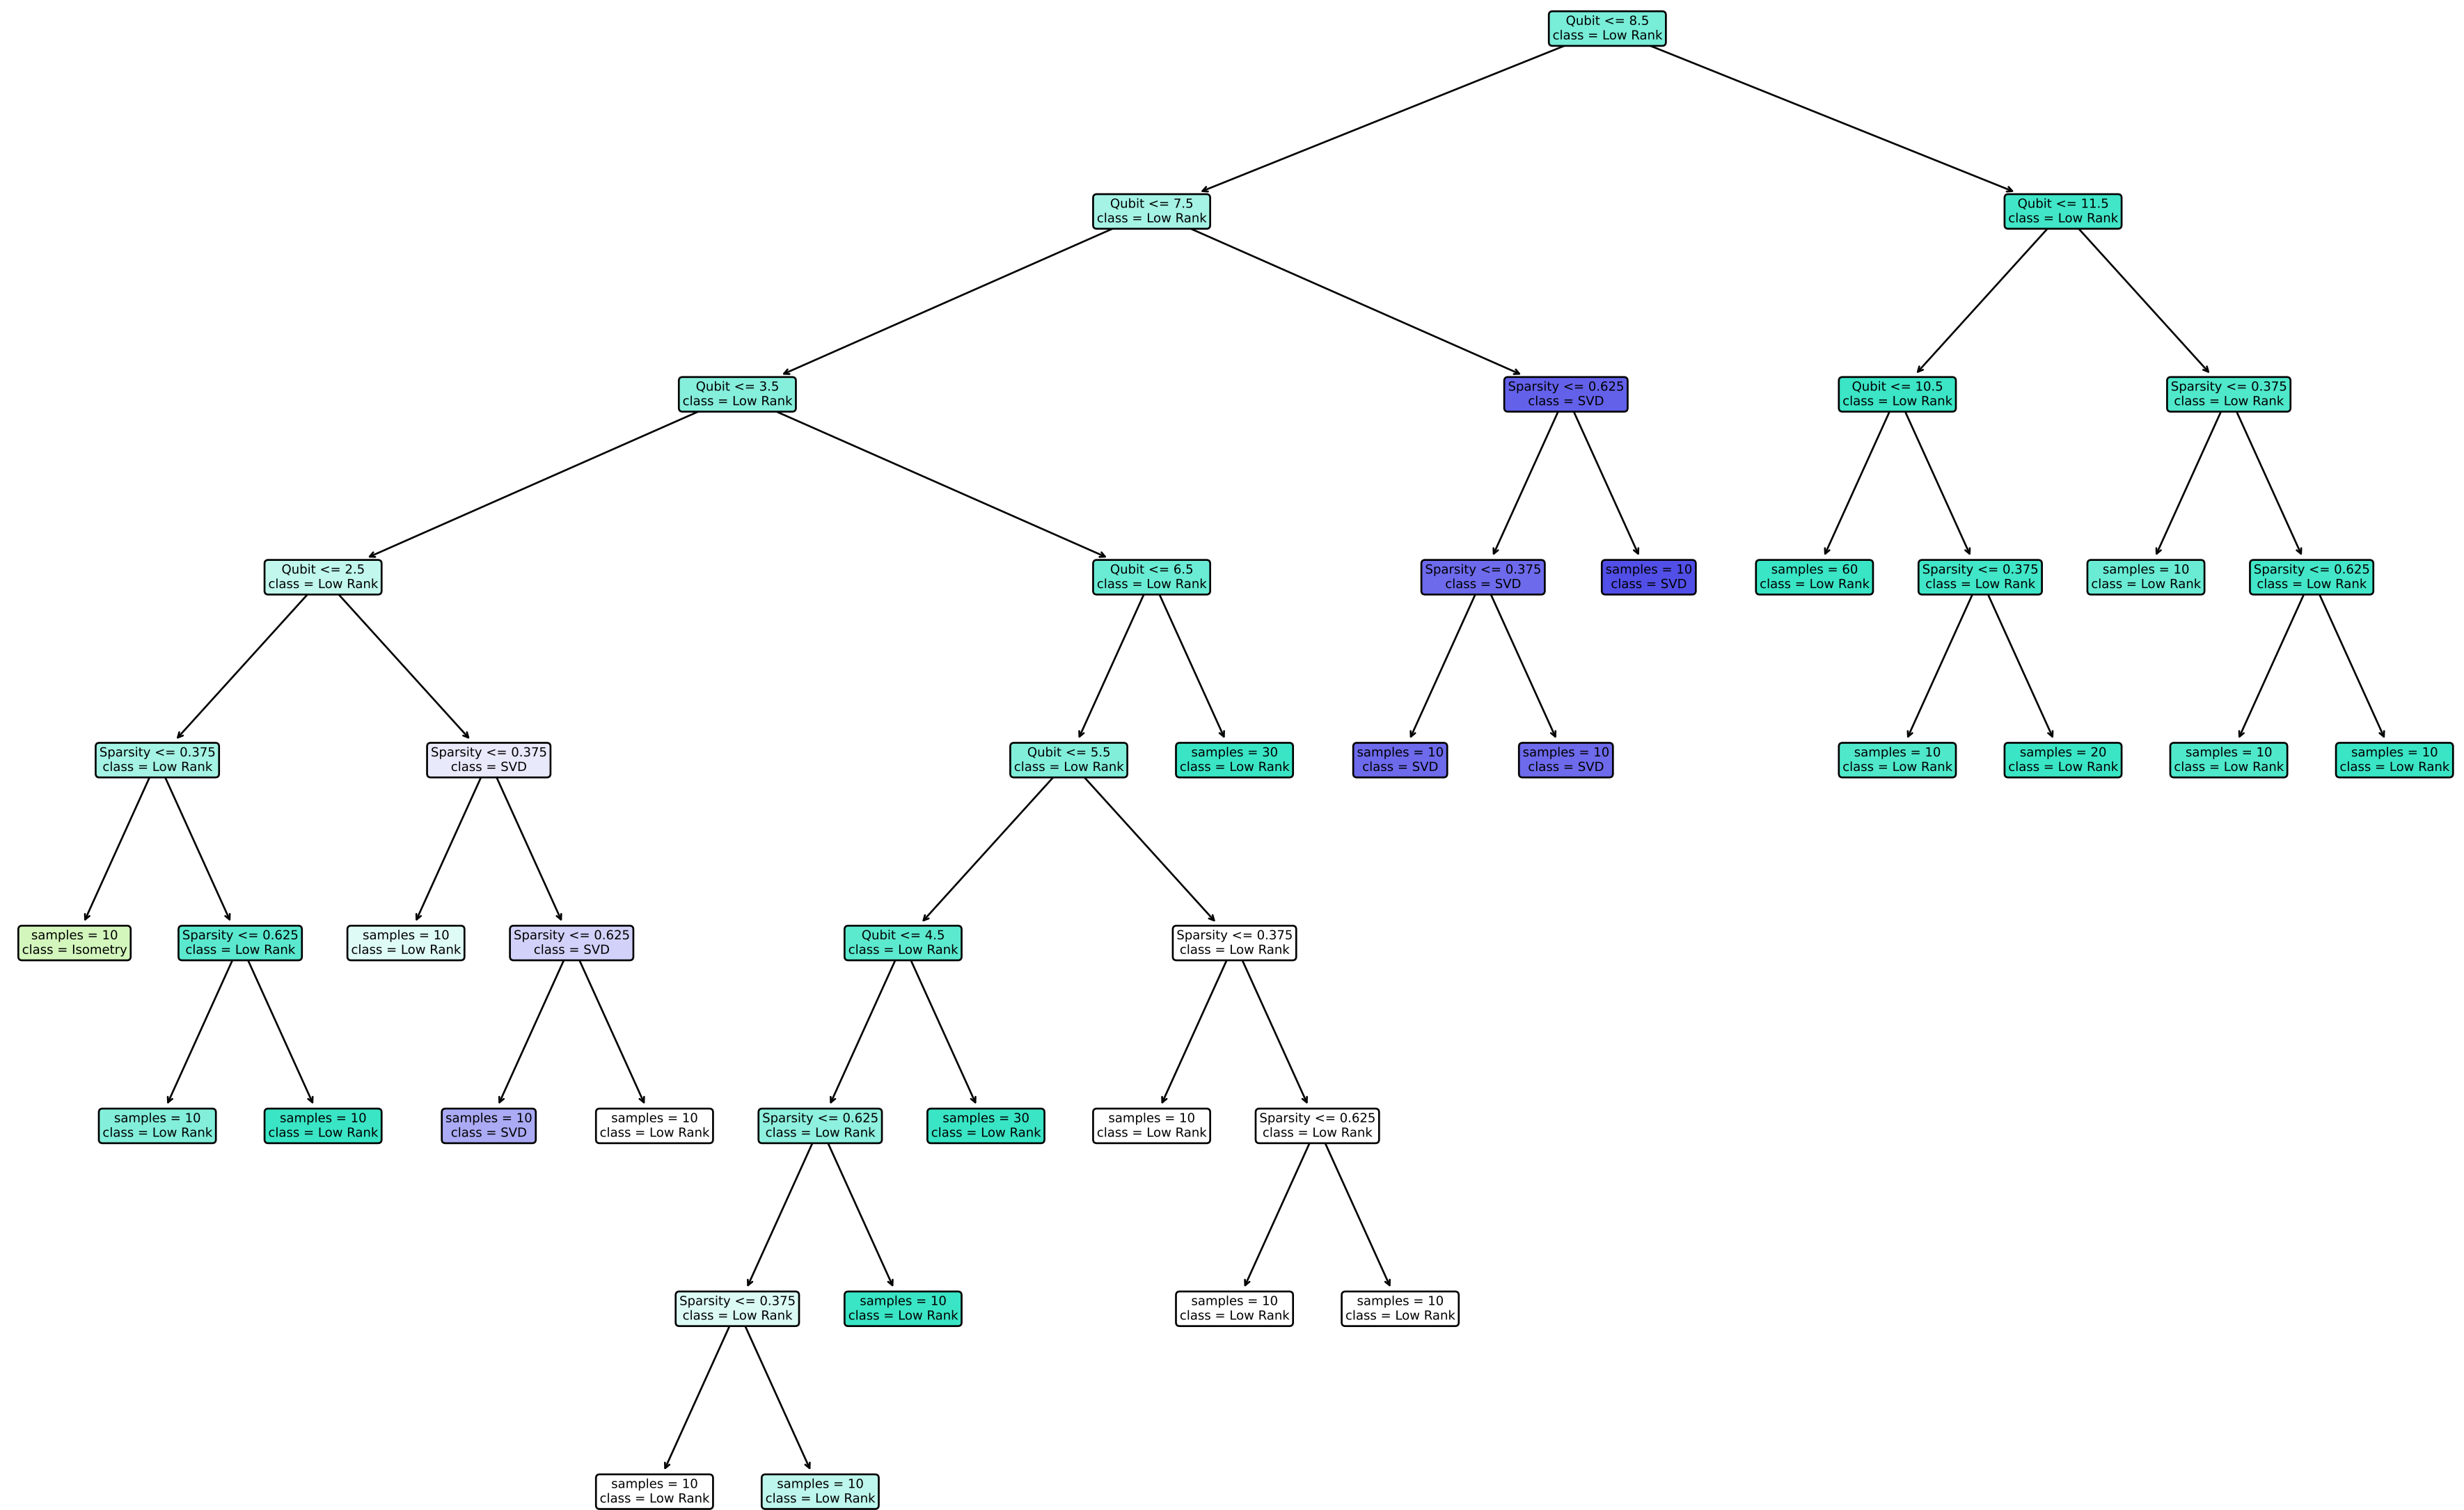 Qubit <= 8.5
class = Low Rank
Qubit <= 7.5
class = Low Rank
Qubit <= 11.5
class = Low Rank
Qubit <= 3.5
class = Low Rank
Sparsity <= 0.625
class = SVD
Qubit <= 10.5
class = Low Rank
Sparsity <= 0.375
class = Low Rank
Qubit <= 2.5
class = Low Rank
Qubit <= 6.5
class = Low Rank
Sparsity <= 0.375
class = SVD
samples = 10
class = SVD
samples = 60
class = Low Rank
Sparsity <= 0.375
class = Low Rank
samples = 10
class = Low Rank
Sparsity <= 0.625
class = Low Rank
Sparsity <= 0.375
class = Low Rank
Sparsity <= 0.375
class = SVD
Qubit <= 5.5
class = Low Rank
samples = 30
class = Low Rank
samples = 10
class = SVD
samples = 10
class = SVD
samples = 10
class = Low Rank
samples = 20
class = Low Rank
samples = 10
class = Low Rank
samples = 10
class = Low Rank
samples = 10
class = Isometry
Sparsity <= 0.625
class = Low Rank
samples = 10
class = Low Rank
Sparsity <= 0.625
class = SVD
Qubit <= 4.5
class = Low Rank
Sparsity <= 0.375
class = Low Rank
samples = 10
class = Low Rank
samples = 10
class = Low Rank
samples = 10
class = SVD
samples = 10
class = Low Rank
Sparsity <= 0.625
class = Low Rank
samples = 30
class = Low Rank
samples = 10
class = Low Rank
Sparsity <= 0.625
class = Low Rank
Sparsity <= 0.375
class = Low Rank
samples = 10
class = Low Rank
samples = 10
class = Low Rank
samples = 10
class = Low Rank
samples = 10
class = Low Rank
samples = 10
class = Low Rank